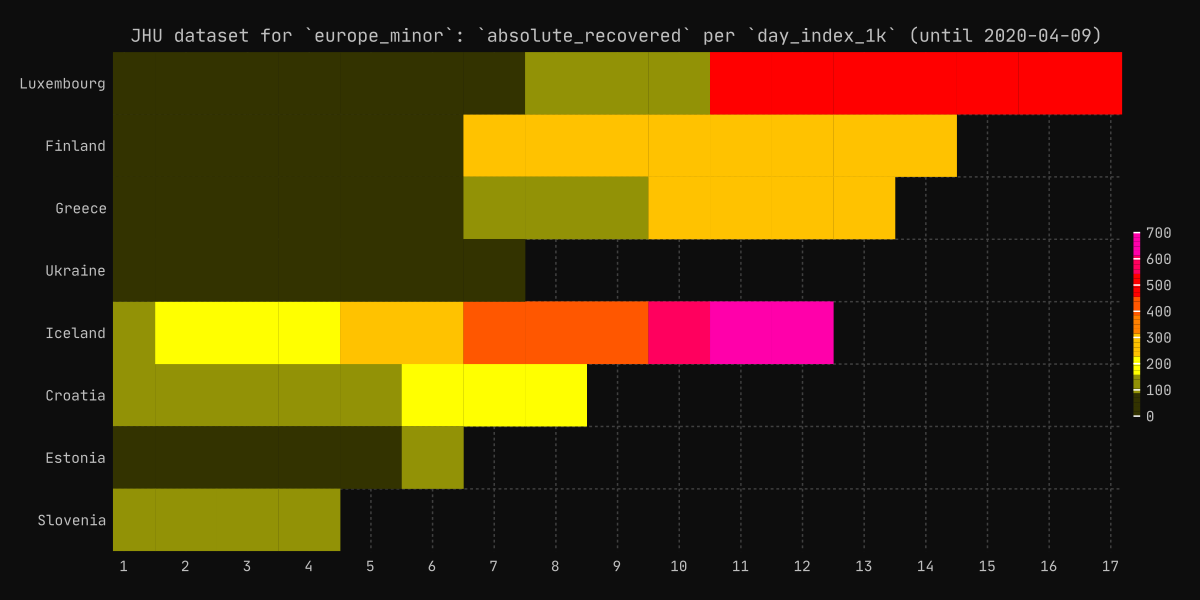 JHU dataset for `europe_minor`: `absolute_recovered` per `day_index_1k` (until 2020-04-09)
Luxembourg
Finland
Greece
Ukraine
Iceland
Croatia
Estonia
Slovenia
1 2 3 4 5 6 7 8 9 10 11 12 13 14 15 16 17
700
600
500
400
300
200
100
0